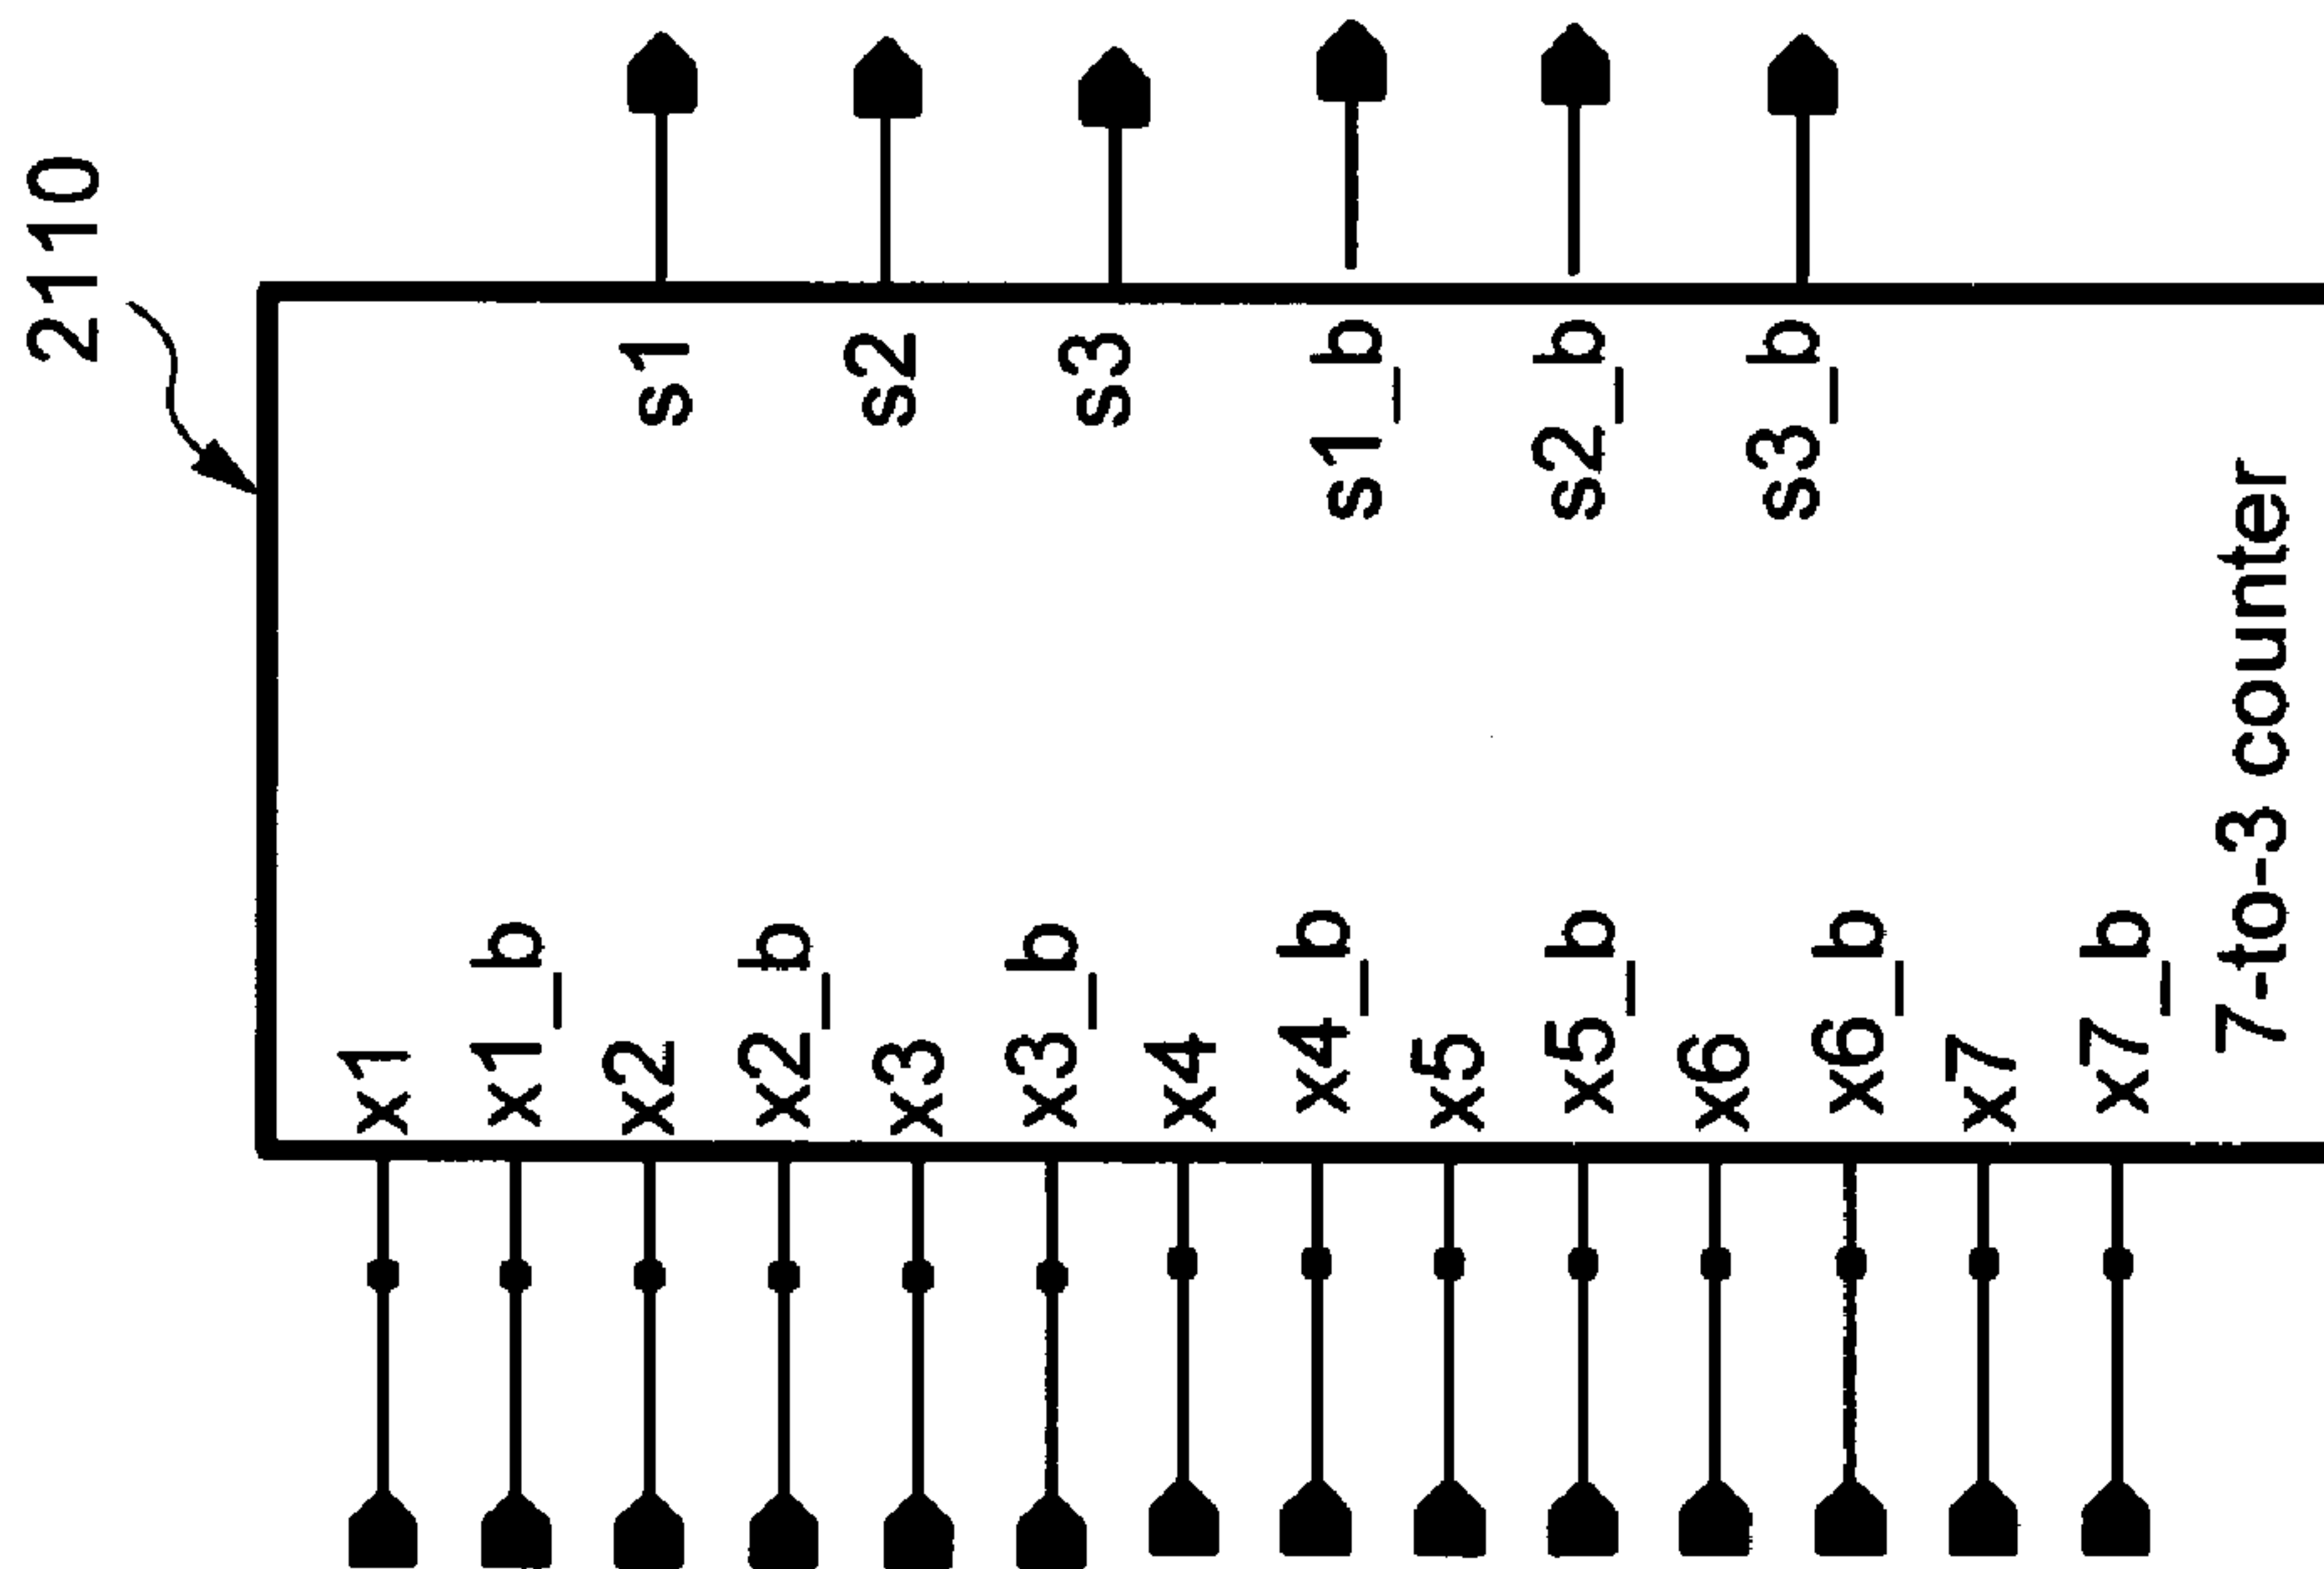 2110
x1
x1_b
x2
x2_b
x3
x3_b
x4
x4_b
x5
x5_b
x6
x6_b
x7
x7_b
s1
s2
s3
s1_b
s2_b
s3_b
7-to-3 counter